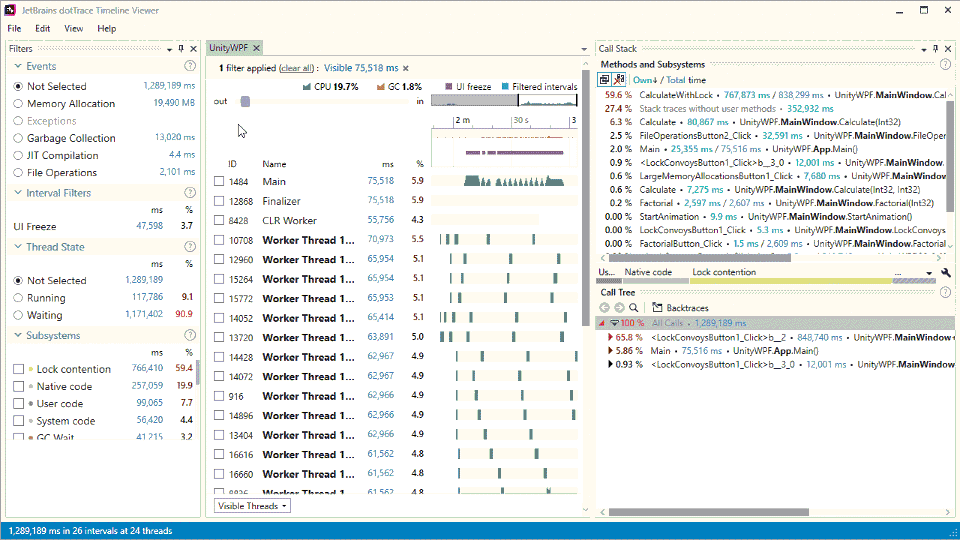 JetBrains dotTrace Timeline Viewer
File Edit View Help
Filters
Events
Not Selected 1,289,189 ms
Memory Allocation 19,490 MB
Exceptions
Garbage Collection 13,020 ms
JIT Compilation 4.4 ms
File Operations 2,101 ms
Interval Filters
ms %
UI Freeze 47,598 3.7
Thread State
ms %
Not Selected 1,289,189
Running 117,786 9.1
Waiting 1,171,402 90.9
Subsystems
ms %
Lock contention 766,410 59.4
Native code 257,059 19.9
User code 99,065 7.7
System code 56,420 4.4
GC Wait 41,215 3.2
UnityWPF
1 filter applied (clear all) : Visible 75,518 ms
CPU 19.7% GC 1.8% UI freeze Filtered intervals
out in
2 m 30 s 3
ID Name ms %
1484 Main 75,518 5.9
12868 Finalizer 75,518 5.9
8428 CLR Worker 55,756 4.3
10708 Worker Thread 1... 70,973 5.5
12960 Worker Thread 1... 65,954 5.1
15264 Worker Thread 1... 65,954 5.1
15772 Worker Thread 1... 65,953 5.1
14052 Worker Thread 1... 65,414 5.1
13720 Worker Thread 1... 63,891 5.0
14428 Worker Thread 1... 62,967 4.9
14072 Worker Thread 1... 62,967 4.9
916 Worker Thread 1... 62,966 4.9
14896 Worker Thread 1... 62,966 4.9
13404 Worker Thread 1... 62,966 4.9
16616 Worker Thread 1... 61,562 4.8
16660 Worker Thread 1... 61,562 4.8
8836 Worker Thread 1... 61,562 4.8
Visible Threads
Call Stack
Methods and Subsystems
Own↓ / Total time
59.6 % CalculateWithLock • 767,873 ms / 838,299 ms • UnityWPF.MainWindow.Cal
27.4 % Stack traces without user methods • 352,932 ms
6.3 % Calculate • 80,867 ms • UnityWPF.MainWindow.Calculate(Int32)
2.5 % FileOperationsButton2_Click • 32,591 ms • UnityWPF.MainWindow.FileOper
2.0 % Main • 25,355 ms / 75,516 ms • UnityWPF.App.Main()
0.9 % <LockConvoysButton1_Click>b__3_0 • 12,001 ms • UnityWPF.MainWindow
0.6 % LargeMemoryAllocationsButton1_Click • 7,680 ms • UnityWPF.MainWindow
0.6 % Calculate • 7,275 ms • UnityWPF.MainWindow.Calculate(Int32, Int32)
0.2 % Factorial • 2,597 ms / 2,607 ms • UnityWPF.MainWindow.Factorial(Int32)
0.00 % StartAnimation • 9.9 ms • UnityWPF.MainWindow.StartAnimation()
0.00 % LockConvoysButton1_Click • 5.3 ms • UnityWPF.MainWindow.LockConvoys
0.00 % FactorialButton_Click • 1.5 ms / 2,609 ms • UnityWPF.MainWindow.Factorial
Us... Native code Lock contention ...
Call Tree
Backtraces
100 % All Calls • 1,289,189 ms
65.8 % <LockConvoysButton1_Click>b__2 • 848,740 ms • UnityWPF.MainWindow+
5.86 % Main • 75,516 ms • UnityWPF.App.Main()
0.93 % <LockConvoysButton1_Click>b__3_0 • 12,001 ms • UnityWPF.MainWindow
1,289,189 ms in 26 intervals at 24 threads